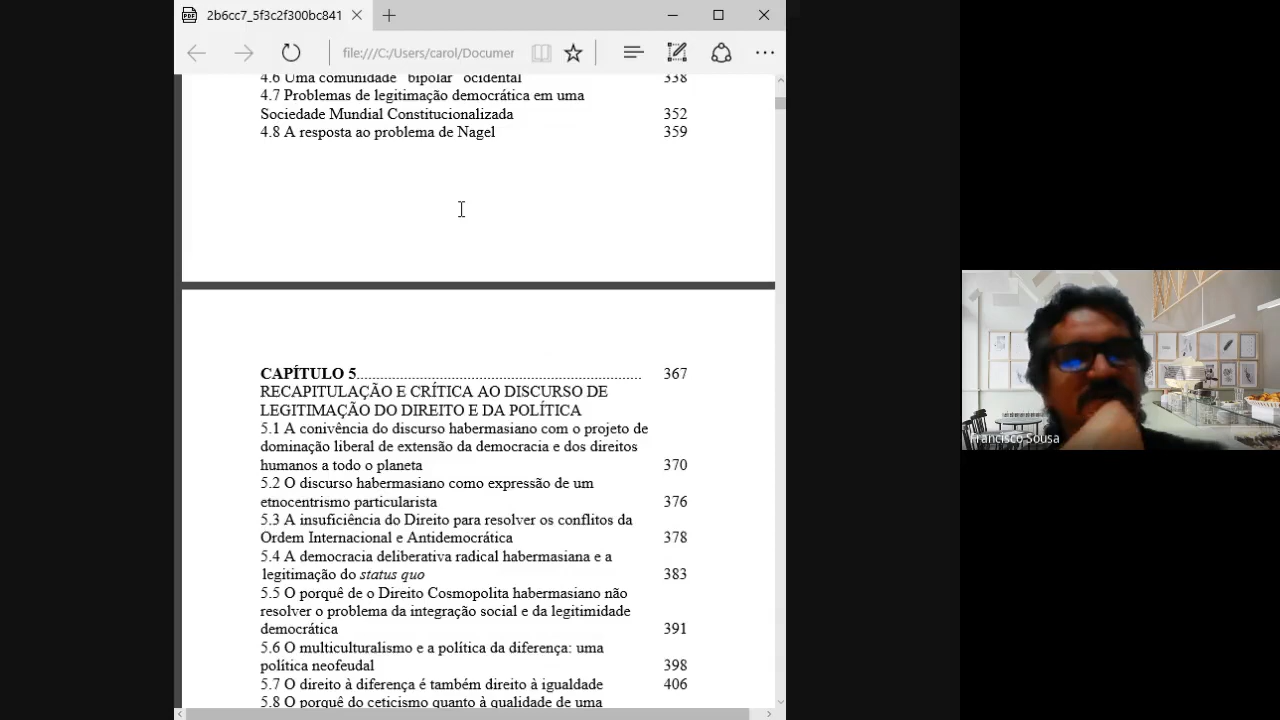 2b6cc7_5f3c2f300bc841
file:///C:/Users/carol/Documer
4.6 Uma comunidade "bipolar" ocidental 338
4.7 Problemas de legitimação democrática em uma
Sociedade Mundial Constitucionalizada 352
4.8 A resposta ao problema de Nagel 359
CAPÍTULO 5................................................................ 367
RECAPITULAÇÃO E CRÍTICA AO DISCURSO DE
LEGITIMAÇÃO DO DIREITO E DA POLÍTICA
5.1 A conivência do discurso habermasiano com o projeto de
dominação liberal de extensão da democracia e dos direitos
humanos a todo o planeta 370
5.2 O discurso habermasiano como expressão de um
etnocentrismo particularista 376
5.3 A insuficiência do Direito para resolver os conflitos da
Ordem Internacional e Antidemocrática 378
5.4 A democracia deliberativa radical habermasiana e a
legitimação do status quo 383
5.5 O porquê de o Direito Cosmopolita habermasiano não
resolver o problema da integração social e da legitimidade
democrática 391
5.6 O multiculturalismo e a política da diferença: uma
política neofeudal 398
5.7 O direito à diferença é também direito à igualdade 406
5.8 O porquê do ceticismo quanto à qualidade de uma
Francisco Sousa